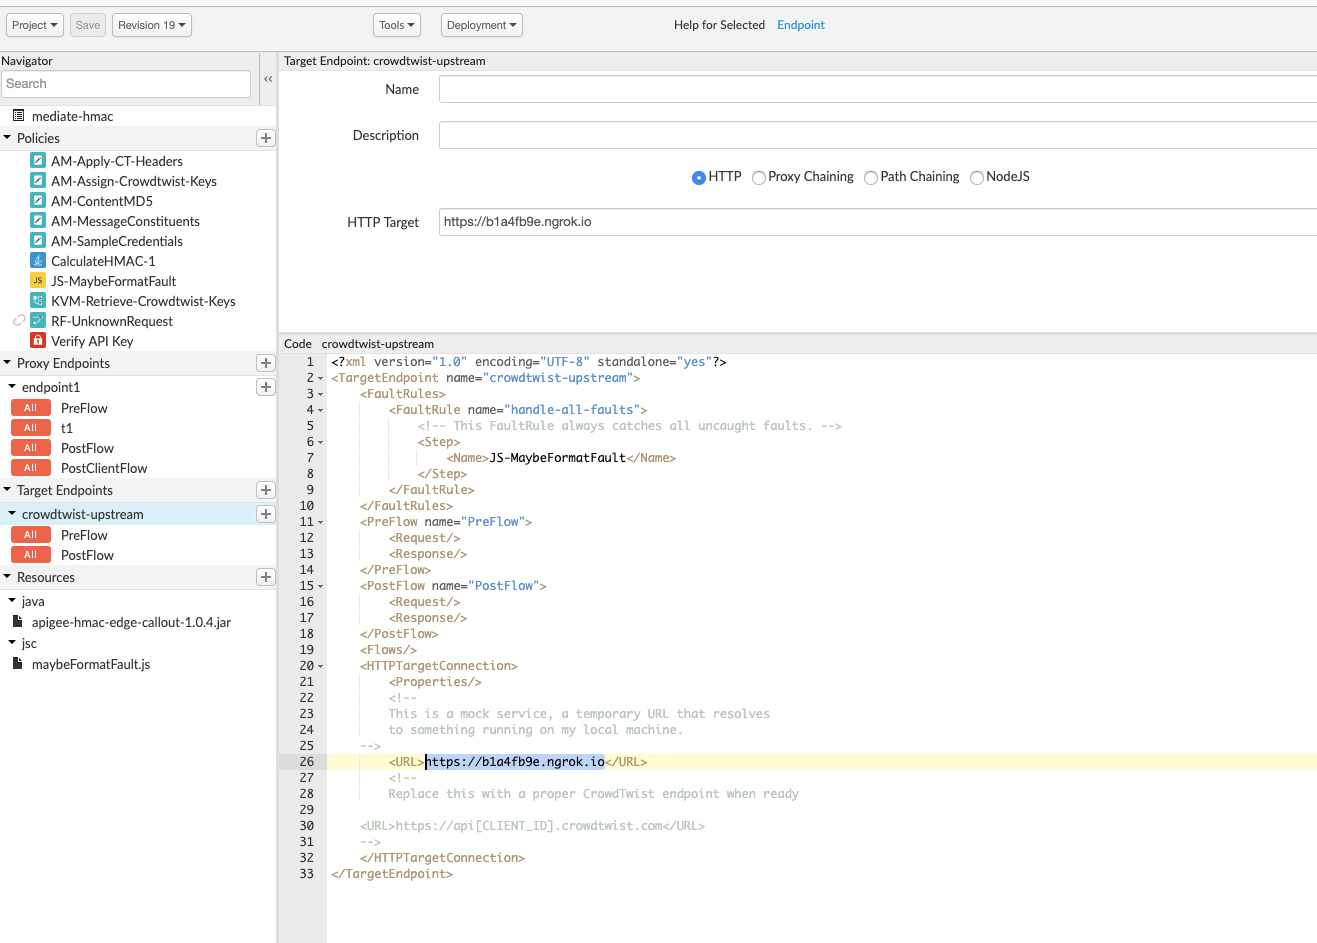 Project Save Revision 19 Tools Deployment Help for Selected Endpoint
Navigator
Search
«
mediate-hmac
Policies
AM-Apply-CT-Headers
AM-Assign-Crowdtwist-Keys
AM-ContentMD5
AM-MessageConstituents
AM-SampleCredentials
CalculateHMAC-1
JS JS-MaybeFormatFault
KVM-Retrieve-Crowdtwist-Keys
RF-UnknownRequest
Verify API Key
Proxy Endpoints
endpoint1
All PreFlow
All t1
All PostFlow
All PostClientFlow
Target Endpoints
crowdtwist-upstream
All PreFlow
All PostFlow
Resources
java
apigee-hmac-edge-callout-1.0.4.jar
jsc
maybeFormatFault.js
Target Endpoint: crowdtwist-upstream
Name
Description
HTTP Proxy Chaining Path Chaining NodeJS
HTTP Target https://b1a4fb9e.ngrok.io
Code crowdtwist-upstream
1 <?xml version="1.0" encoding="UTF-8" standalone="yes"?>
2 <TargetEndpoint name="crowdtwist-upstream">
3 <FaultRules>
4 <FaultRule name="handle-all-faults">
5 <!-- This FaultRule always catches all uncaught faults. -->
6 <Step>
7 <Name>JS-MaybeFormatFault</Name>
8 </Step>
9 </FaultRule>
10 </FaultRules>
11 <PreFlow name="PreFlow">
12 <Request/>
13 <Response/>
14 </PreFlow>
15 <PostFlow name="PostFlow">
16 <Request/>
17 <Response/>
18 </PostFlow>
19 <Flows/>
20 <HTTPTargetConnection>
21 <Properties/>
22 <!--
23 This is a mock service, a temporary URL that resolves
24 to something running on my local machine.
25 -->
26 <URL>https://b1a4fb9e.ngrok.io</URL>
27 <!--
28 Replace this with a proper CrowdTwist endpoint when ready
29
30 <URL>https://api[CLIENT_ID].crowdtwist.com</URL>
31 -->
32 </HTTPTargetConnection>
33 </TargetEndpoint>